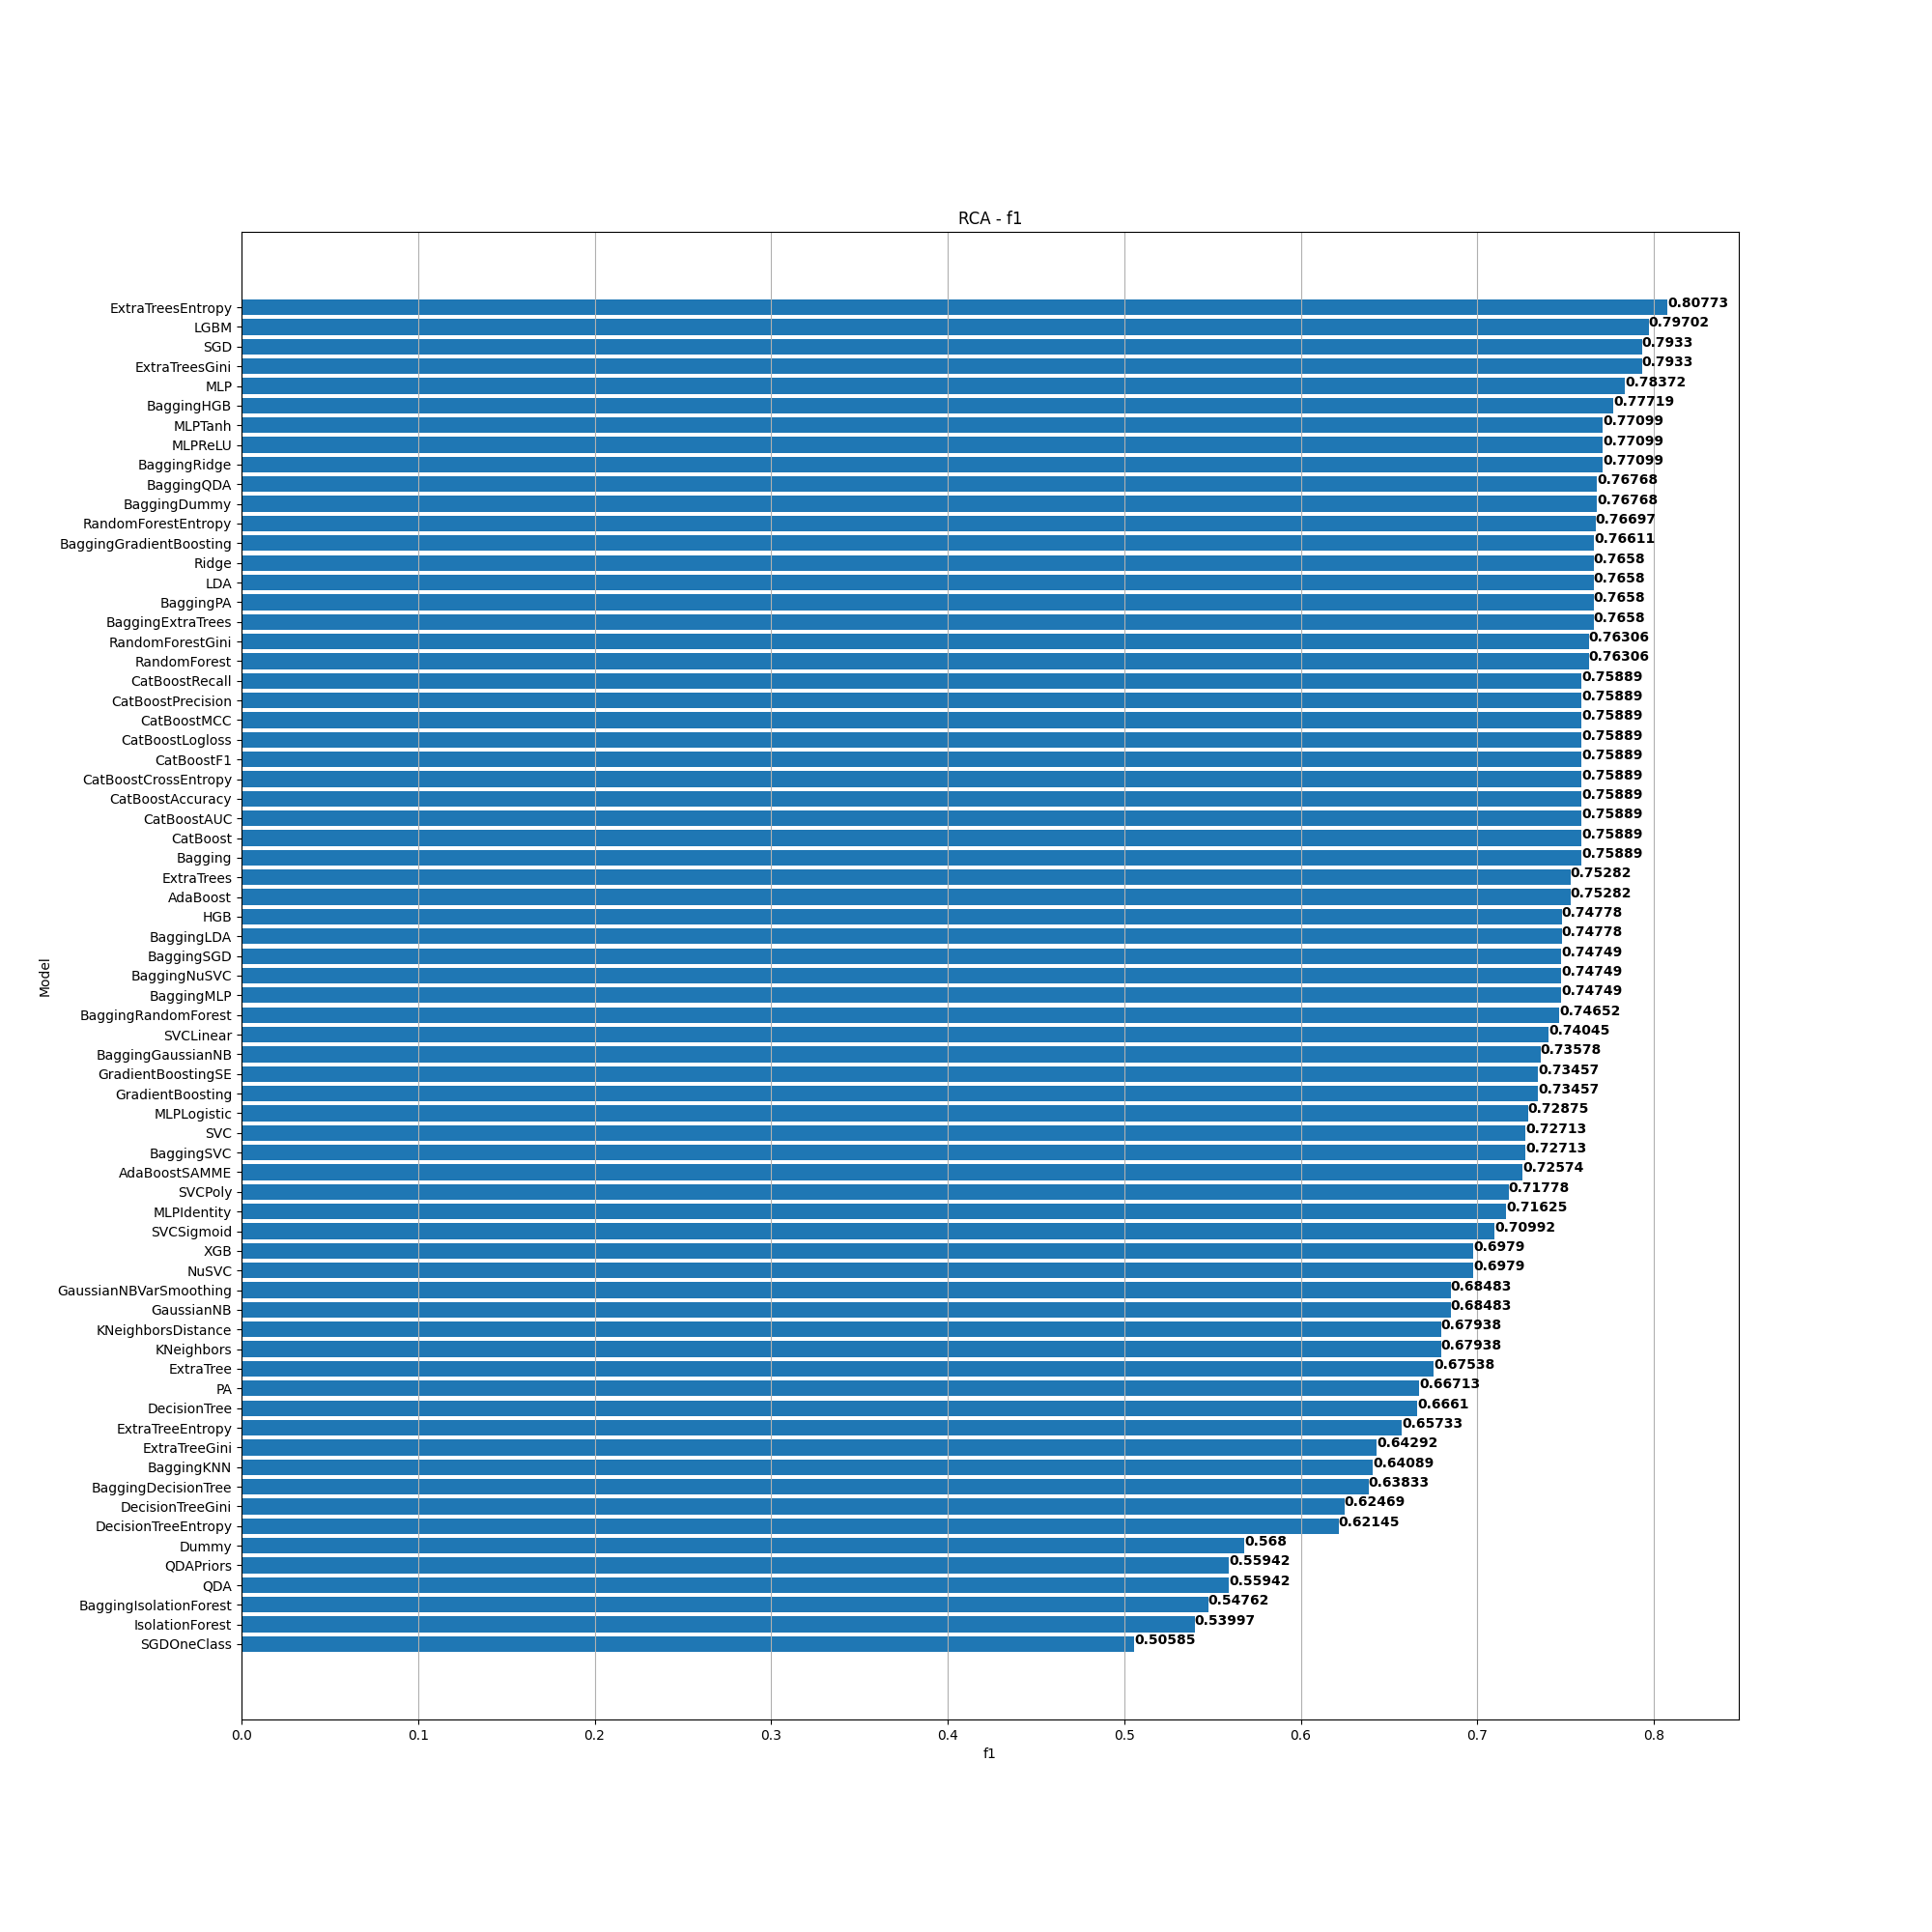 RCA - f1
ExtraTreesEntropy 0.80773
LGBM 0.79702
SGD 0.7933
ExtraTreesGini 0.7933
MLP 0.78372
BaggingHGB 0.77719
MLPTanh 0.77099
MLPReLU 0.77099
BaggingRidge 0.77099
BaggingQDA 0.76768
BaggingDummy 0.76768
RandomForestEntropy 0.76697
BaggingGradientBoosting 0.76611
Ridge 0.7658
LDA 0.7658
BaggingPA 0.7658
BaggingExtraTrees 0.7658
RandomForestGini 0.76306
RandomForest 0.76306
CatBoostRecall 0.75889
CatBoostPrecision 0.75889
CatBoostMCC 0.75889
CatBoostLogloss 0.75889
CatBoostF1 0.75889
CatBoostCrossEntropy 0.75889
CatBoostAccuracy 0.75889
CatBoostAUC 0.75889
CatBoost 0.75889
Bagging 0.75889
ExtraTrees 0.75282
AdaBoost 0.75282
HGB 0.74778
BaggingLDA 0.74778
BaggingSGD 0.74749
BaggingNuSVC 0.74749
BaggingMLP 0.74749
BaggingRandomForest 0.74652
SVCLinear 0.74045
BaggingGaussianNB 0.73578
GradientBoostingSE 0.73457
GradientBoosting 0.73457
MLPLogistic 0.72875
SVC 0.72713
BaggingSVC 0.72713
AdaBoostSAMME 0.72574
SVCPoly 0.71778
MLPIdentity 0.71625
SVCSigmoid 0.70992
XGB 0.6979
NuSVC 0.6979
GaussianNBVarSmoothing 0.68483
GaussianNB 0.68483
KNeighborsDistance 0.67938
KNeighbors 0.67938
ExtraTree 0.67538
PA 0.66713
DecisionTree 0.6661
ExtraTreeEntropy 0.65733
ExtraTreeGini 0.64292
BaggingKNN 0.64089
BaggingDecisionTree 0.63833
DecisionTreeGini 0.62469
DecisionTreeEntropy 0.62145
Dummy 0.568
QDAPriors 0.55942
QDA 0.55942
BaggingIsolationForest 0.54762
IsolationForest 0.53997
SGDOneClass 0.50585
Model
0.0 0.1 0.2 0.3 0.4 0.5 0.6 0.7 0.8
f1